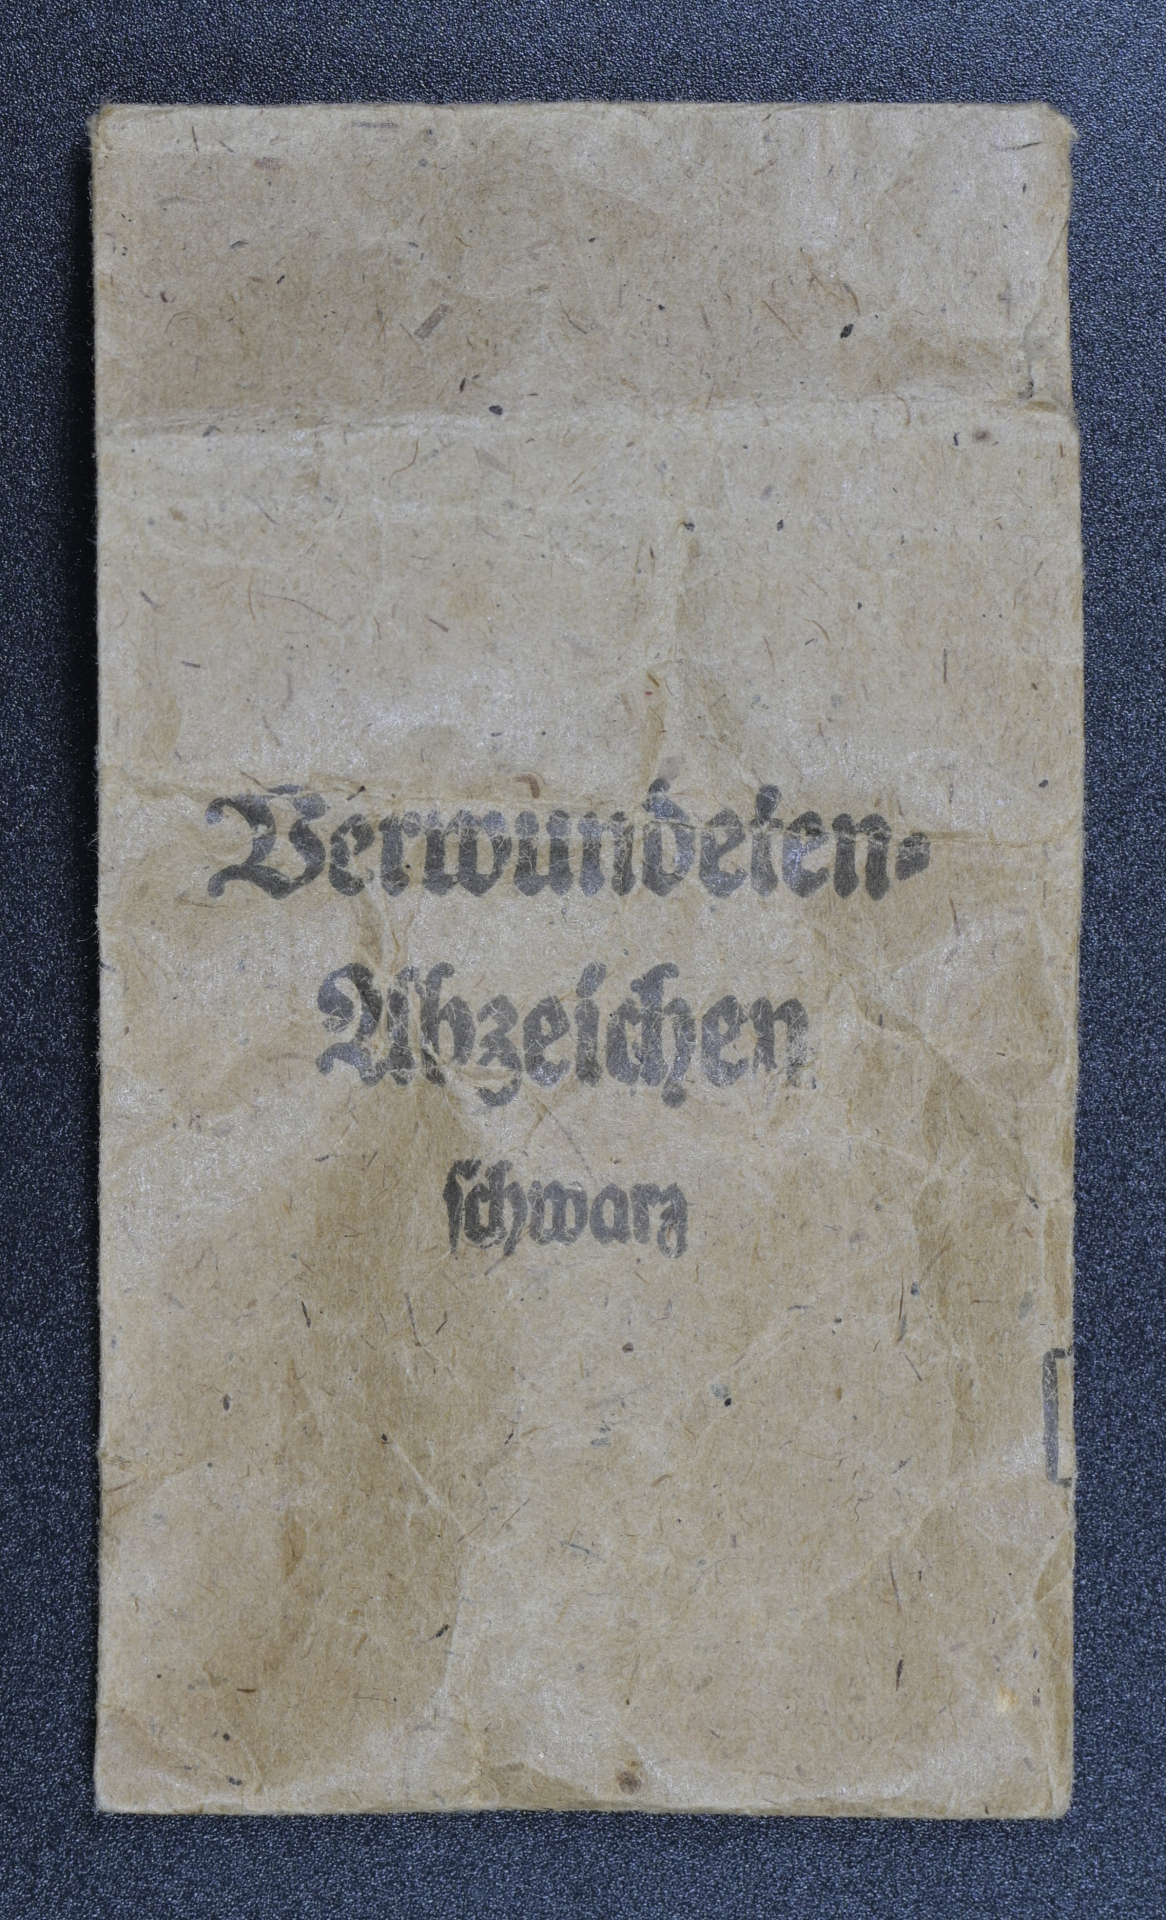 Verwundeten-
Abzeichen
schwarz